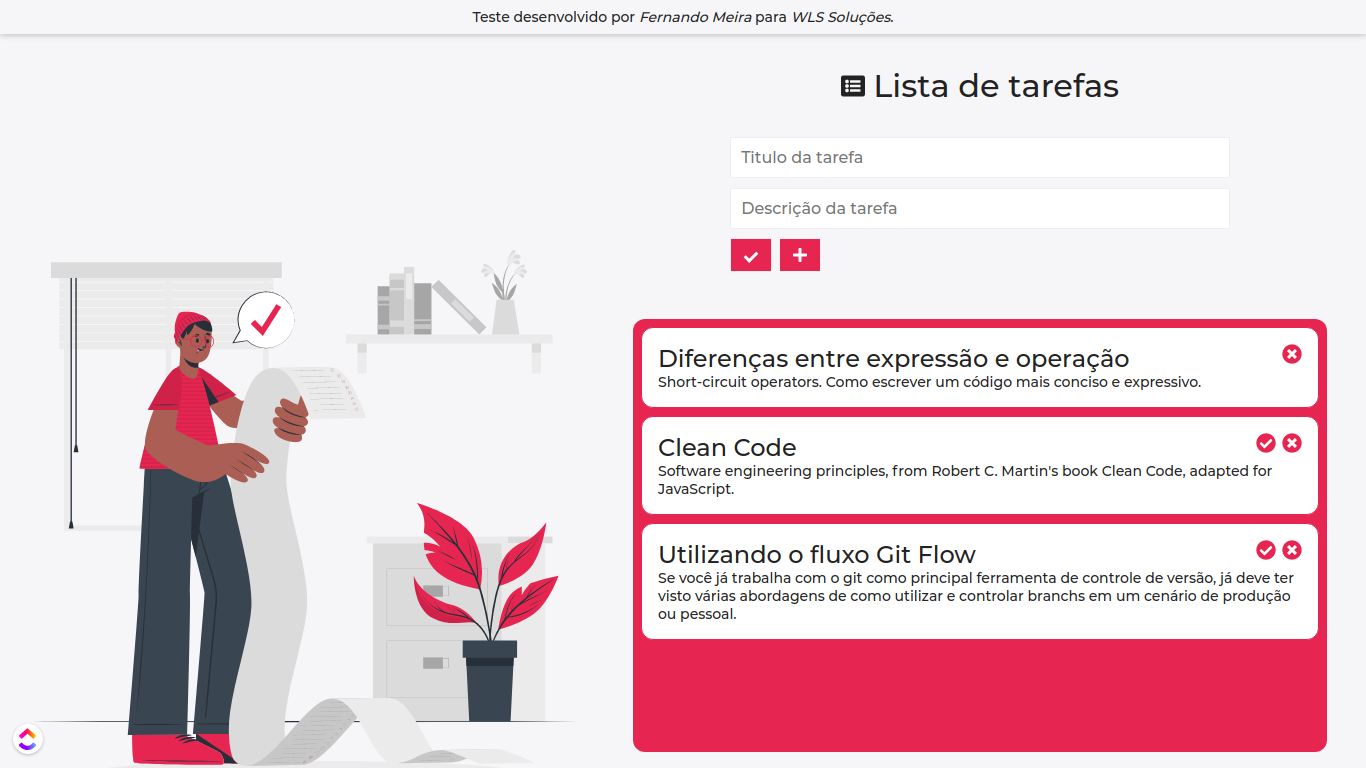 Teste desenvolvido por Fernando Meira para WLS Soluções.
Lista de tarefas
Titulo da tarefa
Descrição da tarefa
Diferenças entre expressão e operação
Short-circuit operators. Como escrever um código mais conciso e expressivo.
Clean Code
Software engineering principles, from Robert C. Martin's book Clean Code, adapted for
JavaScript.
Utilizando o fluxo Git Flow
Se você já trabalha com o git como principal ferramenta de controle de versão, já deve ter
visto várias abordagens de como utilizar e controlar branchs em um cenário de produção
ou pessoal.